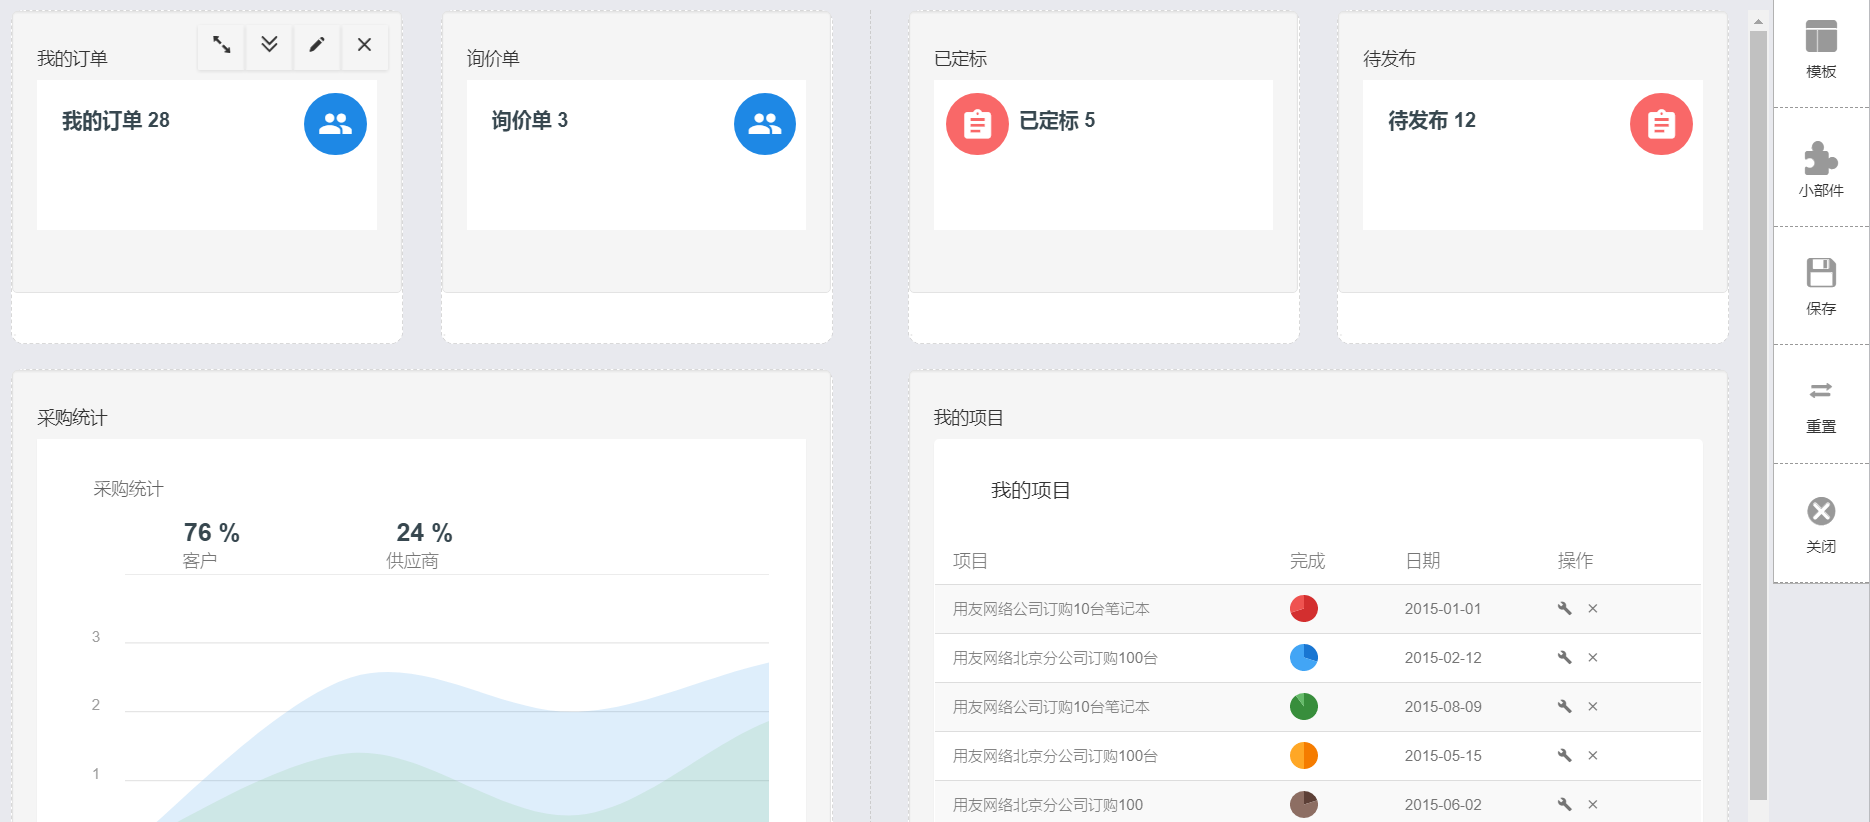 我的订单
我的订单 28
询价单
询价单 3
已定标
已定标 5
待发布
待发布 12
采购统计
采购统计
76 %
24 %
客户
供应商
3
2
1
我的项目
我的项目
项目 完成 日期 操作
用友网络公司订购10台笔记本 2015-01-01
用友网络北京分公司订购100台 2015-02-12
用友网络公司订购10台笔记本 2015-08-09
用友网络北京分公司订购100台 2015-05-15
用友网络北京分公司订购100 2015-06-02
模板
小部件
保存
重置
关闭